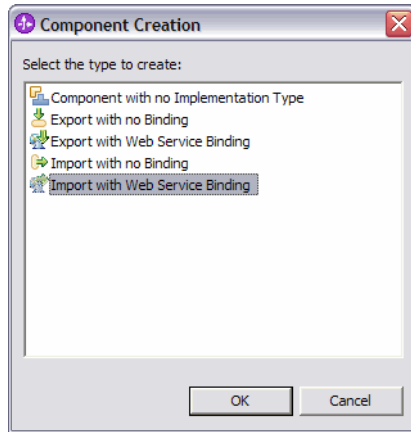 Component Creation
Select the type to create:
Component with no Implementation Type
Export with no Binding
Export with Web Service Binding
Import with no Binding
Import with Web Service Binding
OK Cancel